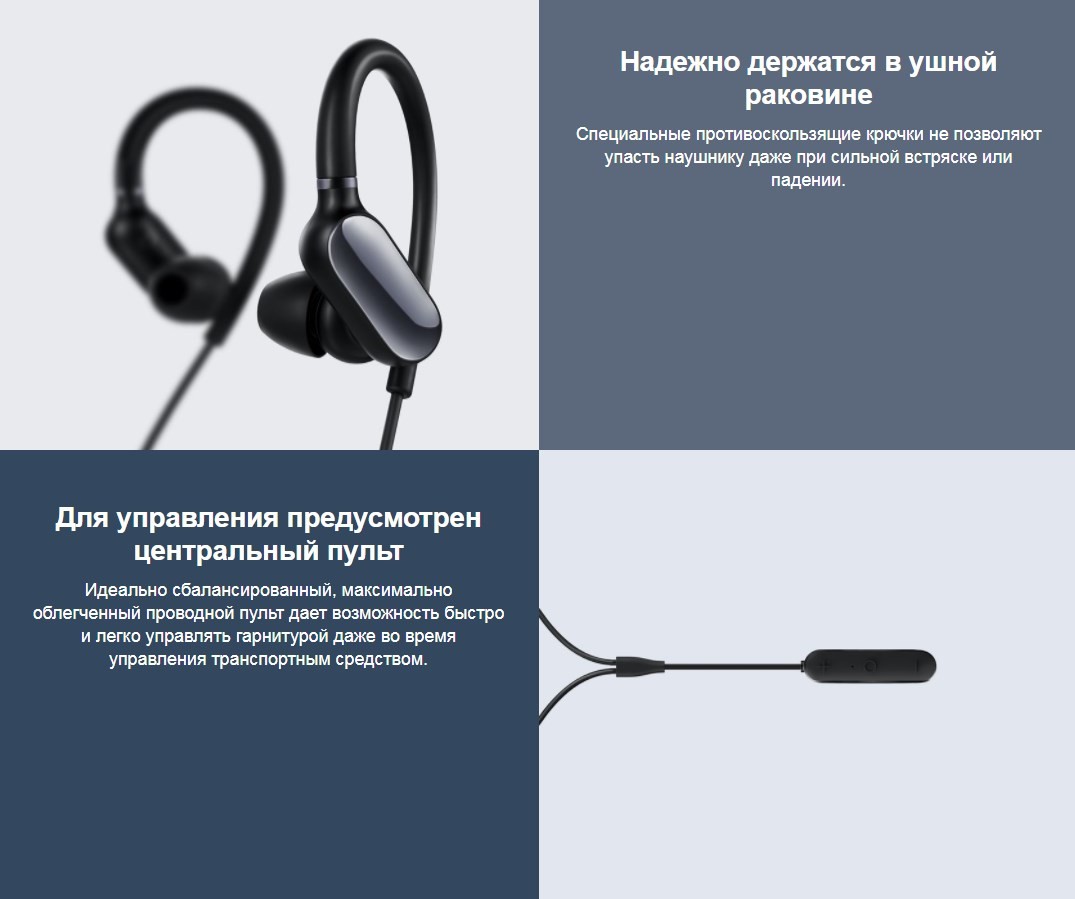 Надежно держатся в ушной
раковине
Специальные противоскользящие крючки не позволяют
упасть наушнику даже при сильной встряске или
падении.
Для управления предусмотрен
центральный пульт
Идеально сбалансированный, максимально
облегченный проводной пульт дает возможность быстро
и легко управлять гарнитурой даже во время
управления транспортным средством.